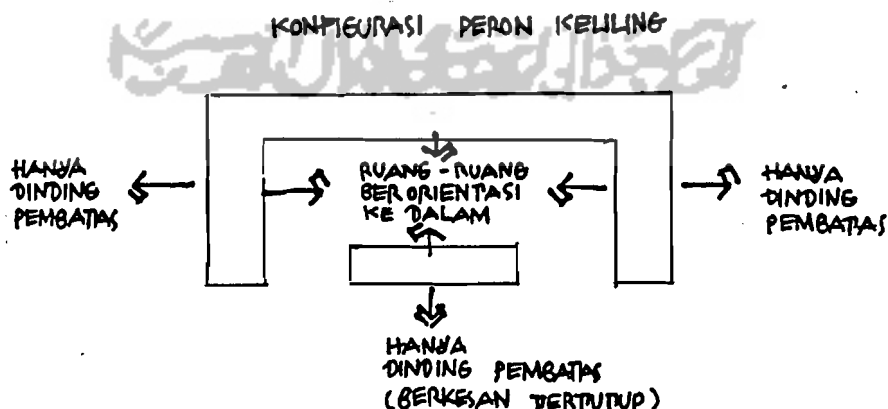 KONFIGURASI PERON KELILING
HANYA
DINDING
PEMBATAS
RUANG-RUANG
BERORIENTASI
KE DALAM
HANYA
DINDING
PEMBATAS
HANYA
DINDING PEMBATAS
(BERKESAN TERTUTUP)